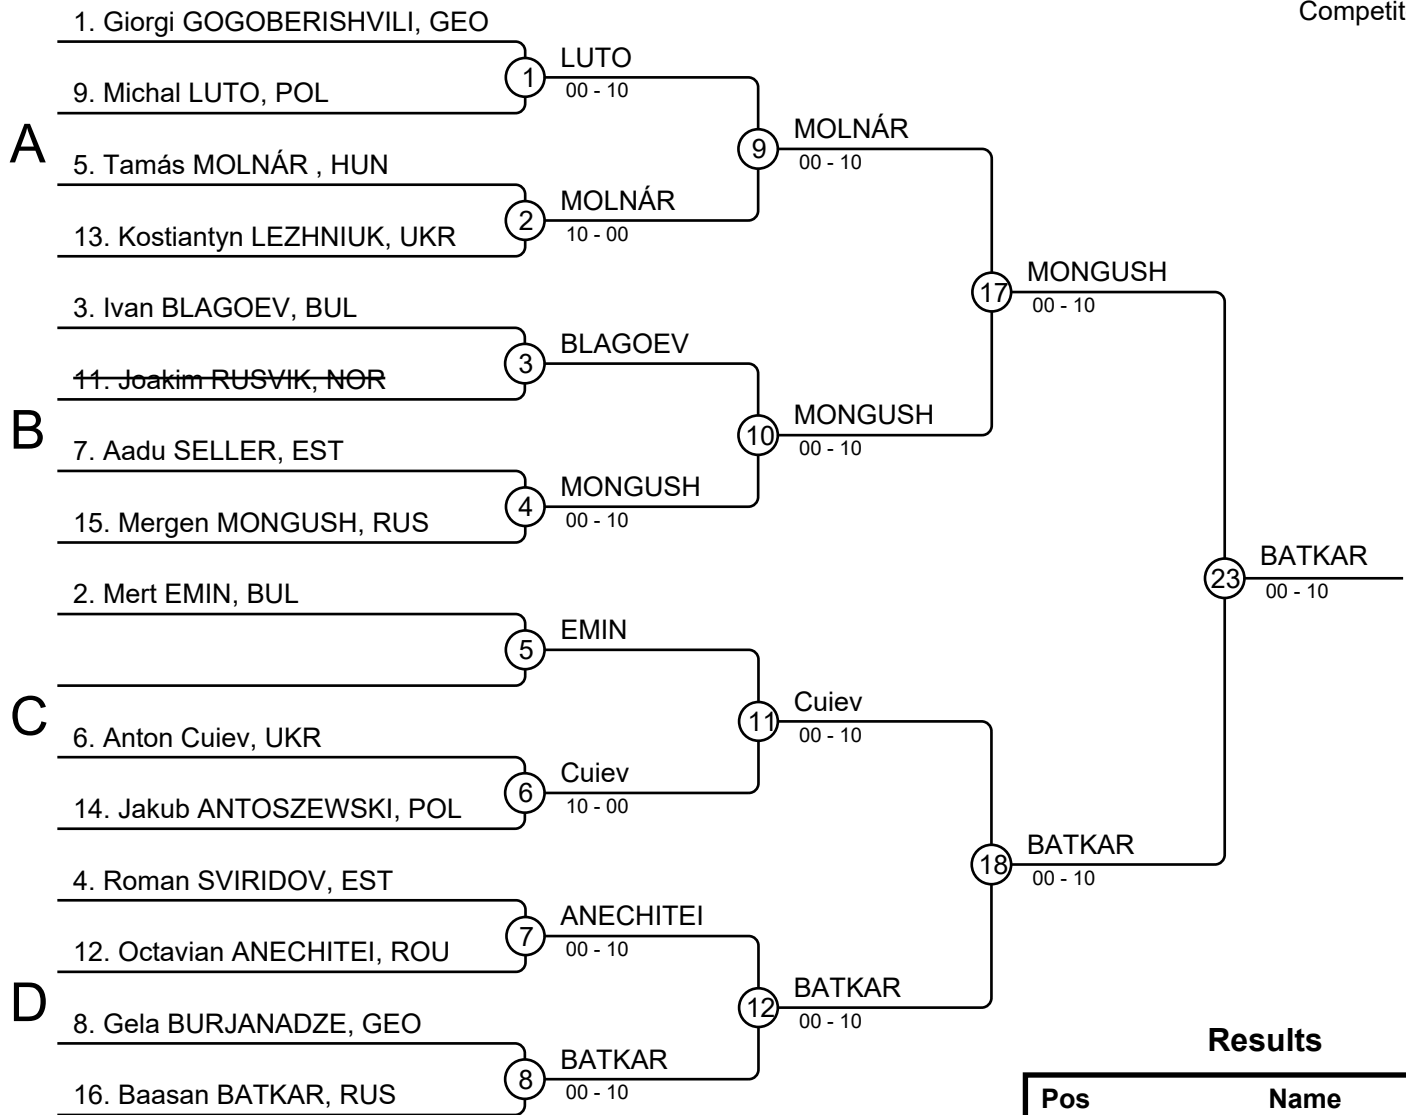 Competit
1. Giorgi GOGOBERISHVILI, GEO
1
LUTO
00 - 10
9. Michal LUTO, POL
A
9
MOLNÁR
00 - 10
5. Tamás MOLNÁR , HUN
2
MOLNÁR
10 - 00
13. Kostiantyn LEZHNIUK, UKR
17
MONGUSH
00 - 10
3. Ivan BLAGOEV, BUL
3
BLAGOEV
11. Joakim RUSVIK, NOR
B
10
MONGUSH
00 - 10
7. Aadu SELLER, EST
4
MONGUSH
00 - 10
15. Mergen MONGUSH, RUS
23
BATKAR
00 - 10
2. Mert EMIN, BUL
5
EMIN
C
11
Cuiev
00 - 10
6. Anton Cuiev, UKR
6
Cuiev
10 - 00
14. Jakub ANTOSZEWSKI, POL
18
BATKAR
00 - 10
4. Roman SVIRIDOV, EST
7
ANECHITEI
00 - 10
12. Octavian ANECHITEI, ROU
D
12
BATKAR
00 - 10
8. Gela BURJANADZE, GEO
8
BATKAR
00 - 10
16. Baasan BATKAR, RUS
Results
Pos Name